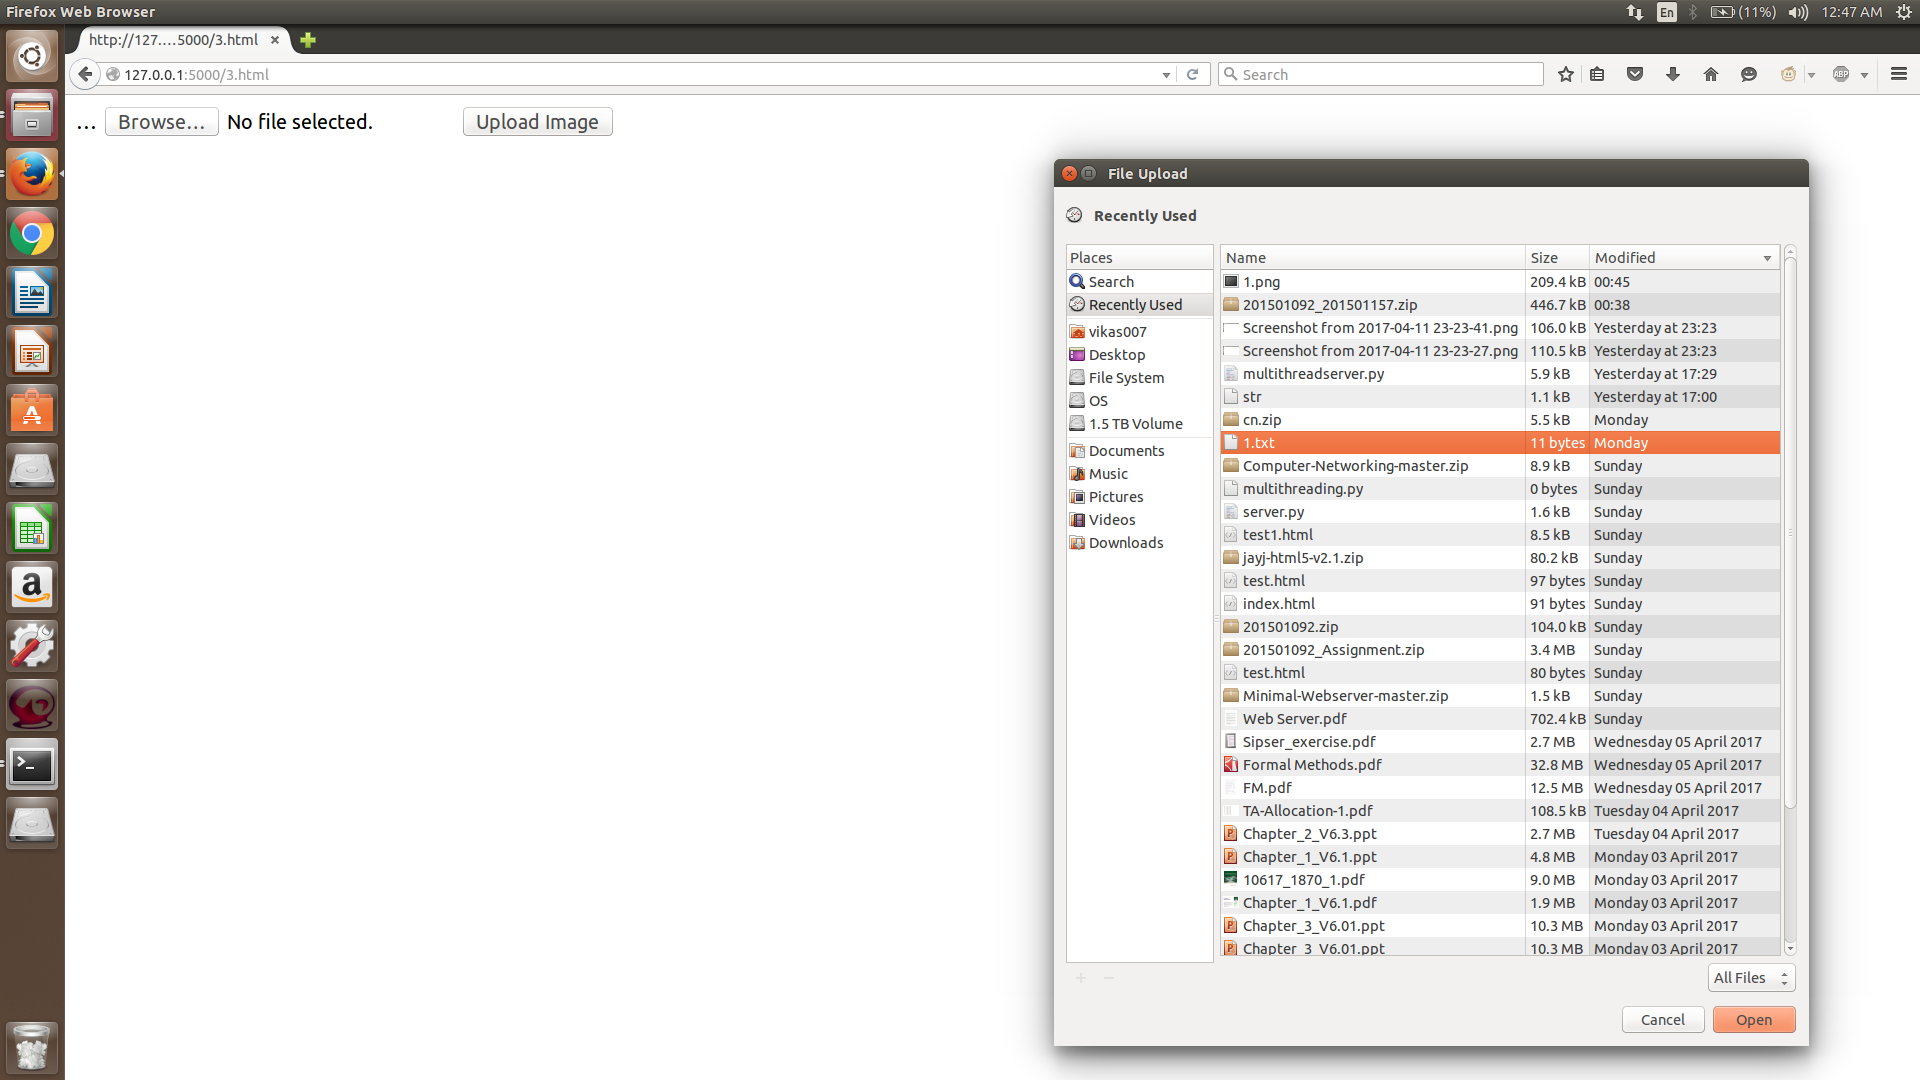 Firefox Web Browser
En (11%) 12:47 AM
http://127....5000/3.html
127.0.0.1:5000/3.html
Search
ABP
... Browse... No file selected. Upload Image
File Upload
Recently Used
Places
Search
Recently Used
vikas007
Desktop
File System
OS
1.5 TB Volume
Documents
Music
Pictures
Videos
Downloads
Name Size Modified
1.png 209.4 kB 00:45
201501092_201501157.zip 446.7 kB 00:38
Screenshot from 2017-04-11 23-23-41.png 106.0 kB Yesterday at 23:23
Screenshot from 2017-04-11 23-23-27.png 110.5 kB Yesterday at 23:23
multithreadserver.py 5.9 kB Yesterday at 17:29
str 1.1 kB Yesterday at 17:00
cn.zip 5.5 kB Monday
1.txt 11 bytes Monday
Computer-Networking-master.zip 8.9 kB Sunday
multithreading.py 0 bytes Sunday
server.py 1.6 kB Sunday
test1.html 8.5 kB Sunday
jayj-html5-v2.1.zip 80.2 kB Sunday
test.html 97 bytes Sunday
index.html 91 bytes Sunday
201501092.zip 104.0 kB Sunday
201501092_Assignment.zip 3.4 MB Sunday
test.html 80 bytes Sunday
Minimal-Webserver-master.zip 1.5 kB Sunday
Web Server.pdf 702.4 kB Sunday
Sipser_exercise.pdf 2.7 MB Wednesday 05 April 2017
Formal Methods.pdf 32.8 MB Wednesday 05 April 2017
FM.pdf 12.5 MB Wednesday 05 April 2017
TA-Allocation-1.pdf 108.5 kB Tuesday 04 April 2017
Chapter_2_V6.3.ppt 2.7 MB Tuesday 04 April 2017
Chapter_1_V6.1.ppt 4.8 MB Monday 03 April 2017
10617_1870_1.pdf 9.0 MB Monday 03 April 2017
Chapter_1_V6.1.pdf 1.9 MB Monday 03 April 2017
Chapter_3_V6.01.ppt 10.3 MB Monday 03 April 2017
Chapter_3_V6.01.ppt 10.3 MB Monday 03 April 2017
All Files
Cancel Open